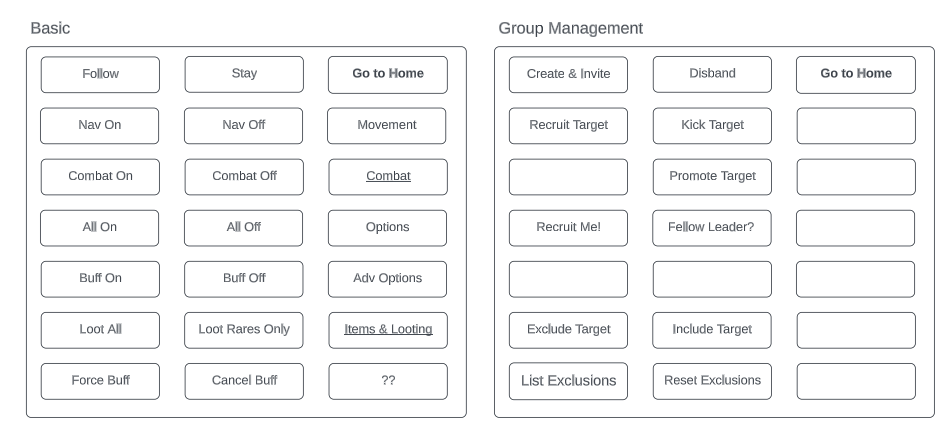 Basic
Follow
Stay
Go to Home
Nav On
Nav Off
Movement
Combat On
Combat Off
Combat
All On
All Off
Options
Buff On
Buff Off
Adv Options
Loot All
Loot Rares Only
Items & Looting
Force Buff
Cancel Buff
??
Group Management
Create & Invite
Disband
Go to Home
Recruit Target
Kick Target
Promote Target
Recruit Me!
Fellow Leader?
Exclude Target
Include Target
List Exclusions
Reset Exclusions